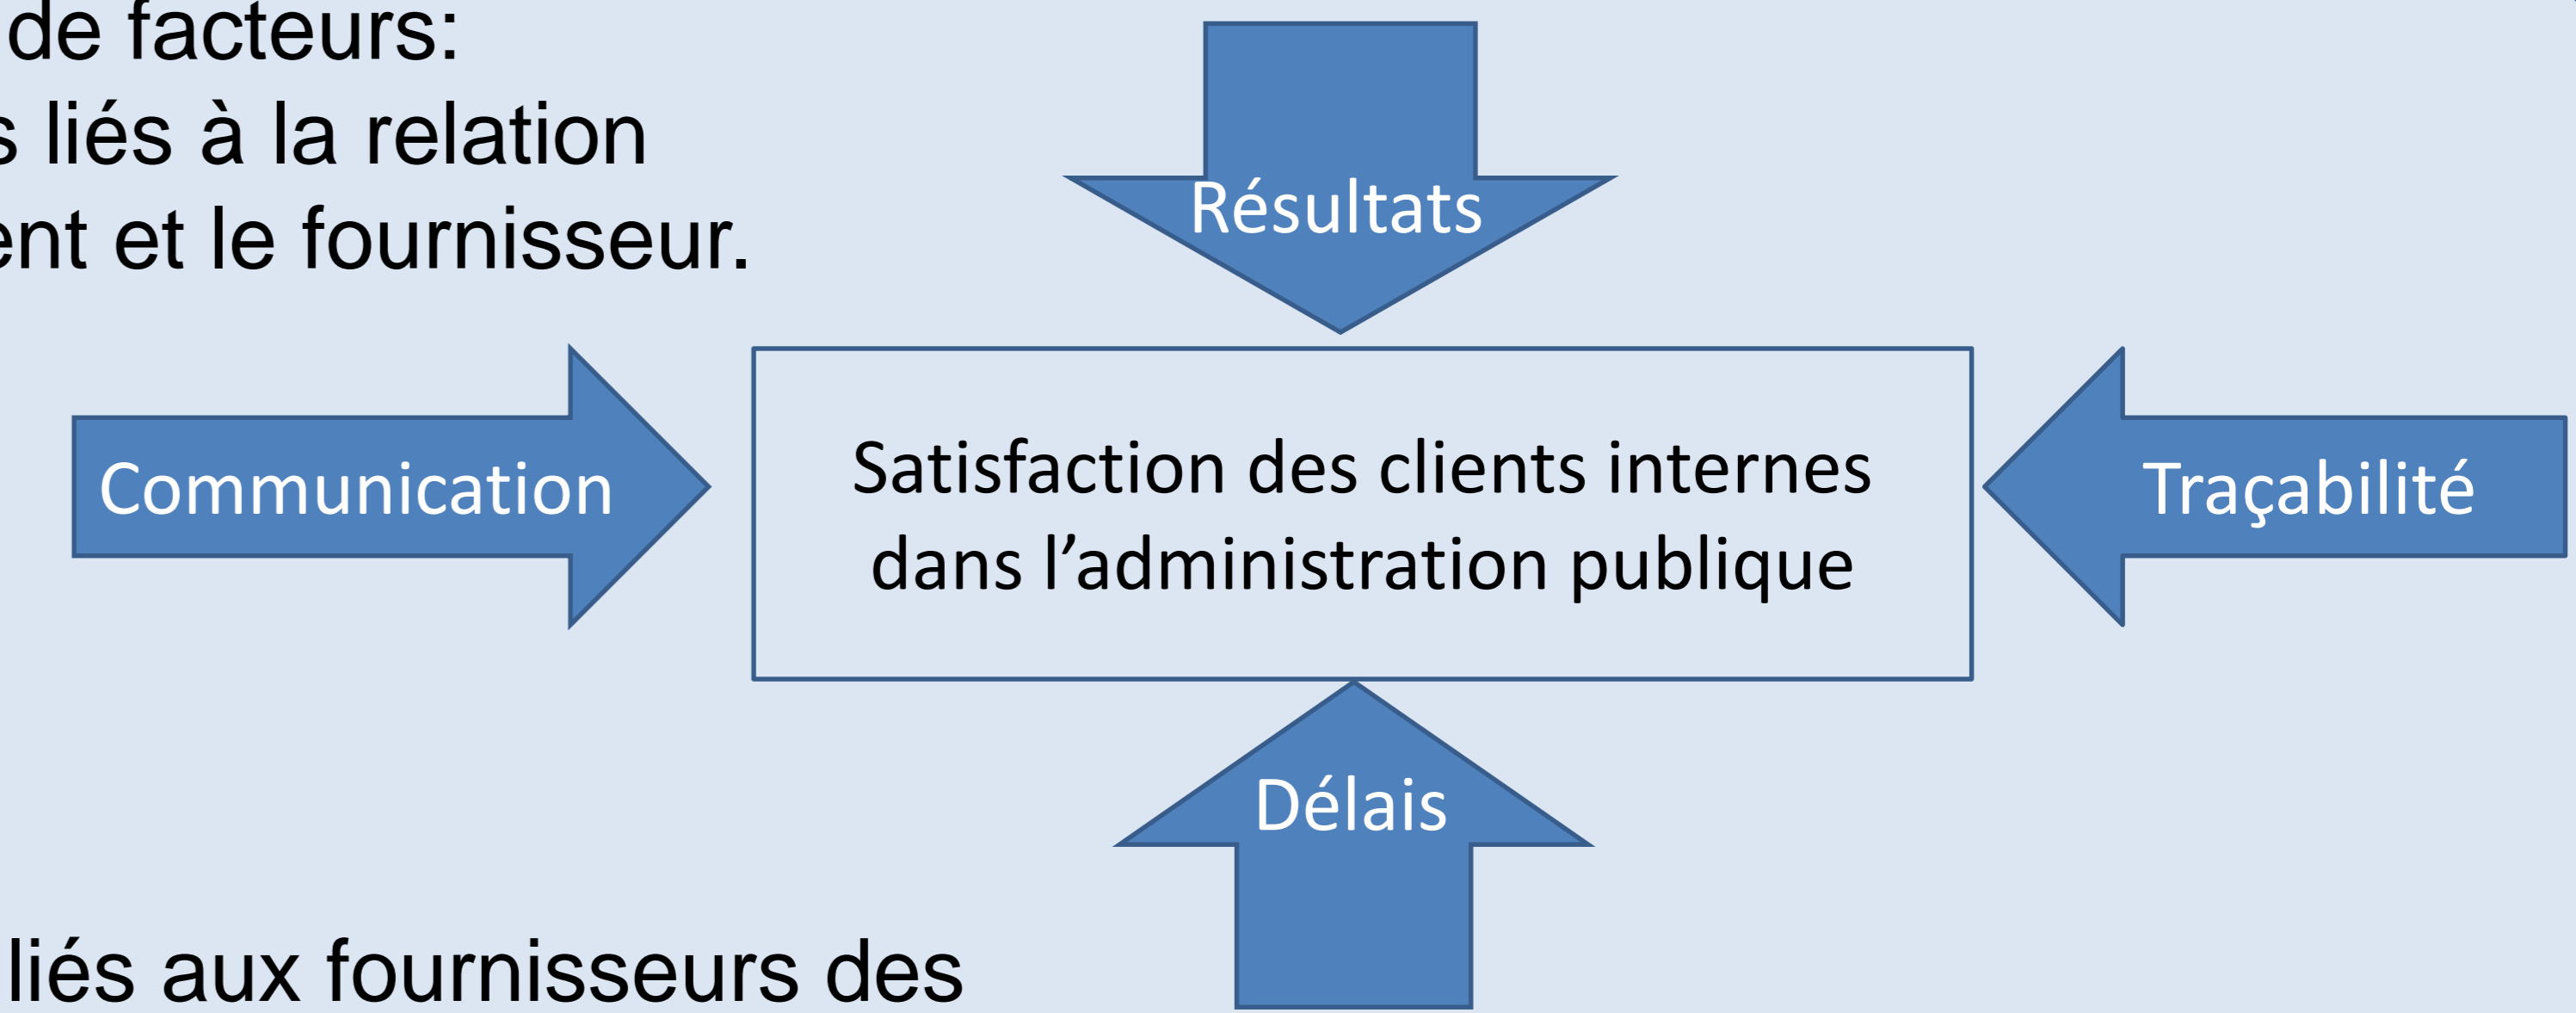 de facteurs:
s liés à la relation
ent et le fournisseur.
Résultats
Communication
Satisfaction des clients internes
dans l’administration publique
Traçabilité
Délais
liés aux fournisseurs des